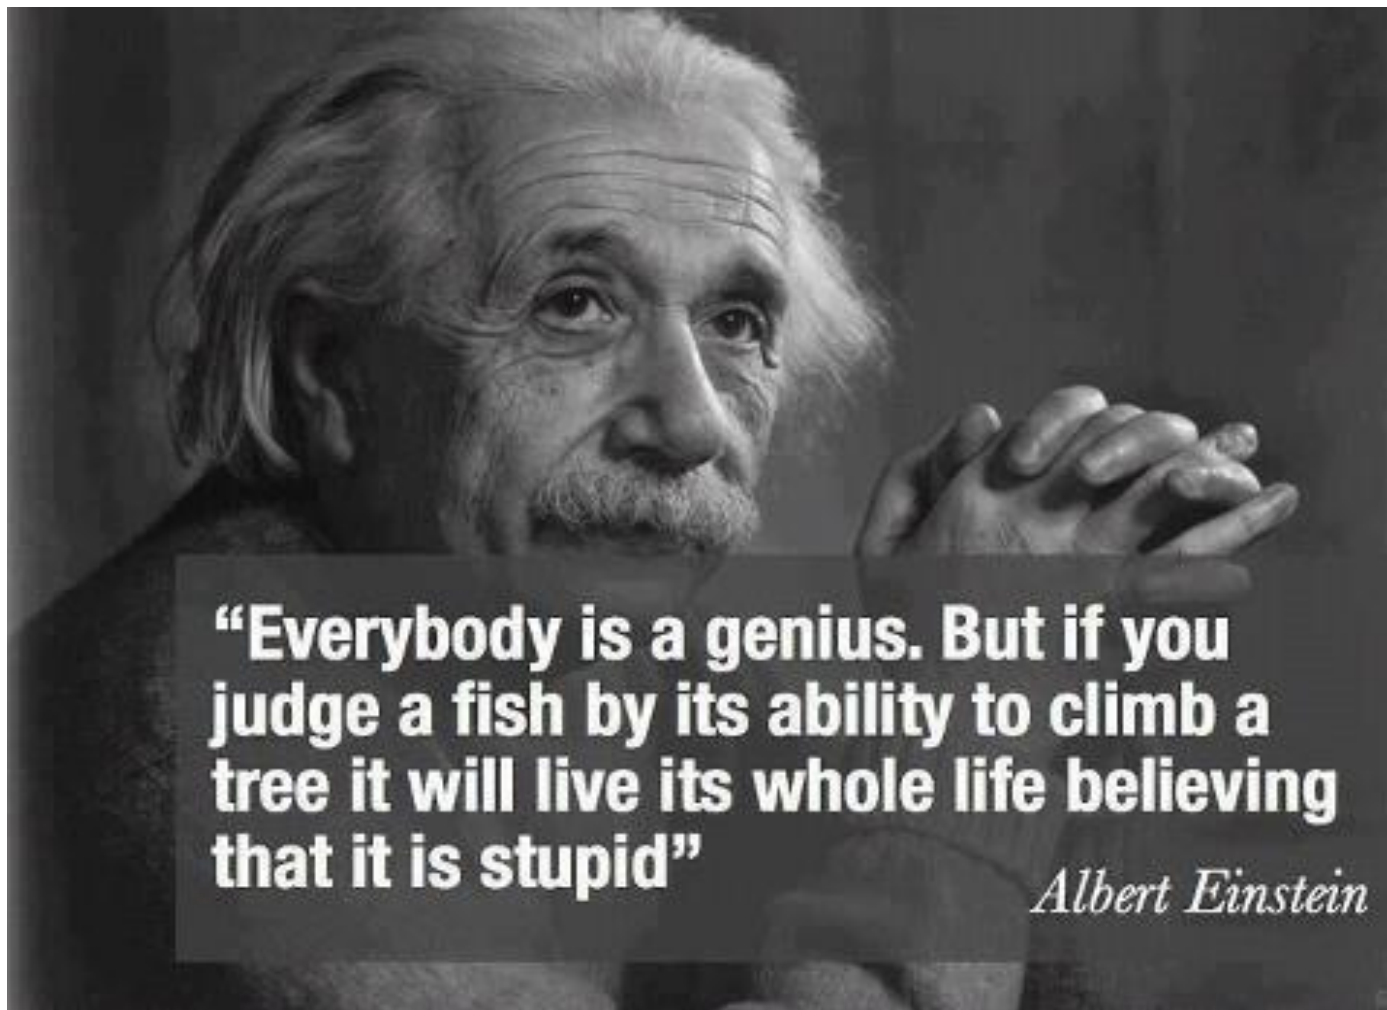 “Everybody is a genius. But if you
judge a fish by its ability to climb a
tree it will live its whole life believing
that it is stupid”
Albert Einstein